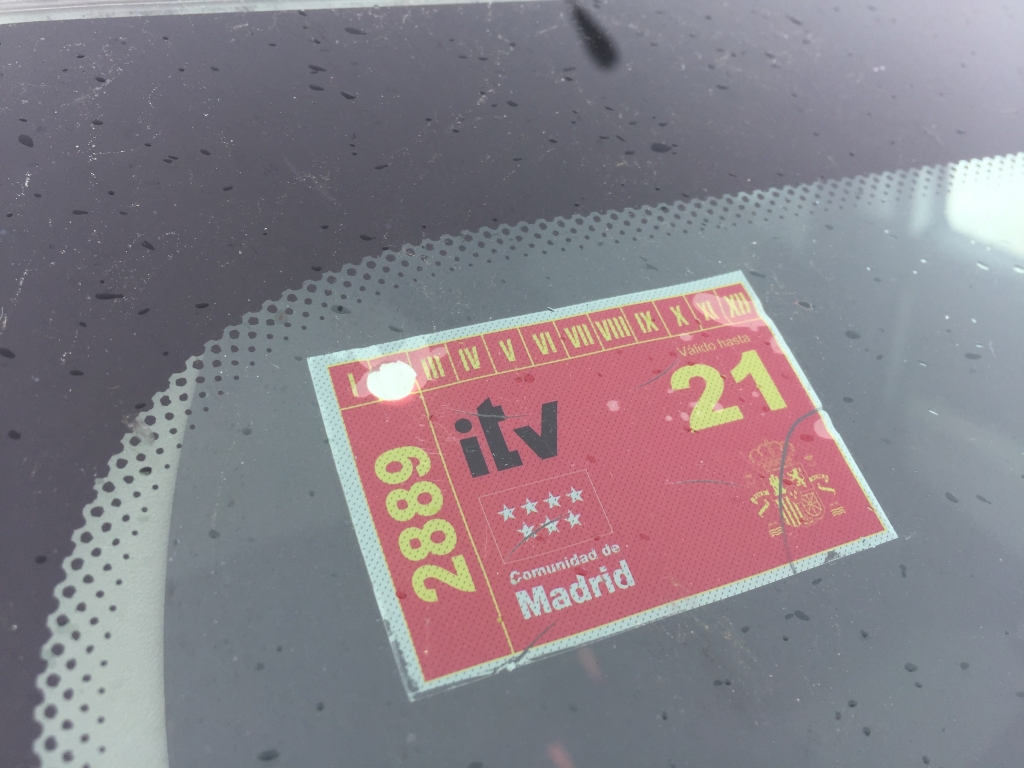 I III IV V VI VII VIII IX X XI XII
Válido hasta
21
itv
2889
Comunidad de
Madrid